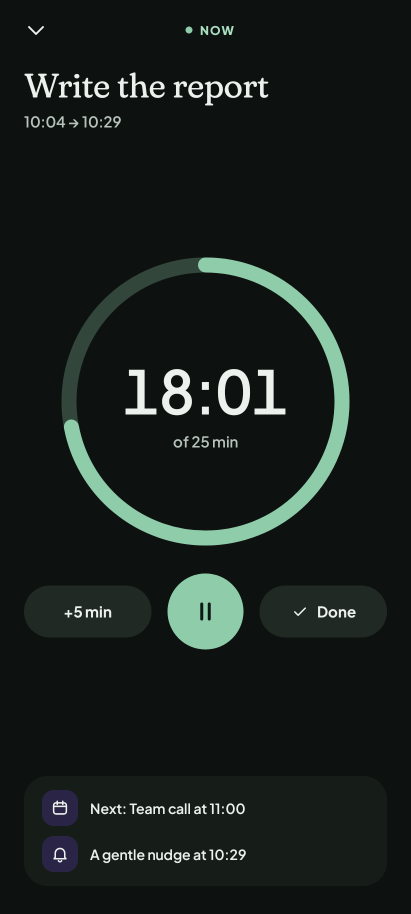 NOW
Write the report
10:04 → 10:29
18:01
of 25 min
+5 min
Done
Next: Team call at 11:00
A gentle nudge at 10:29